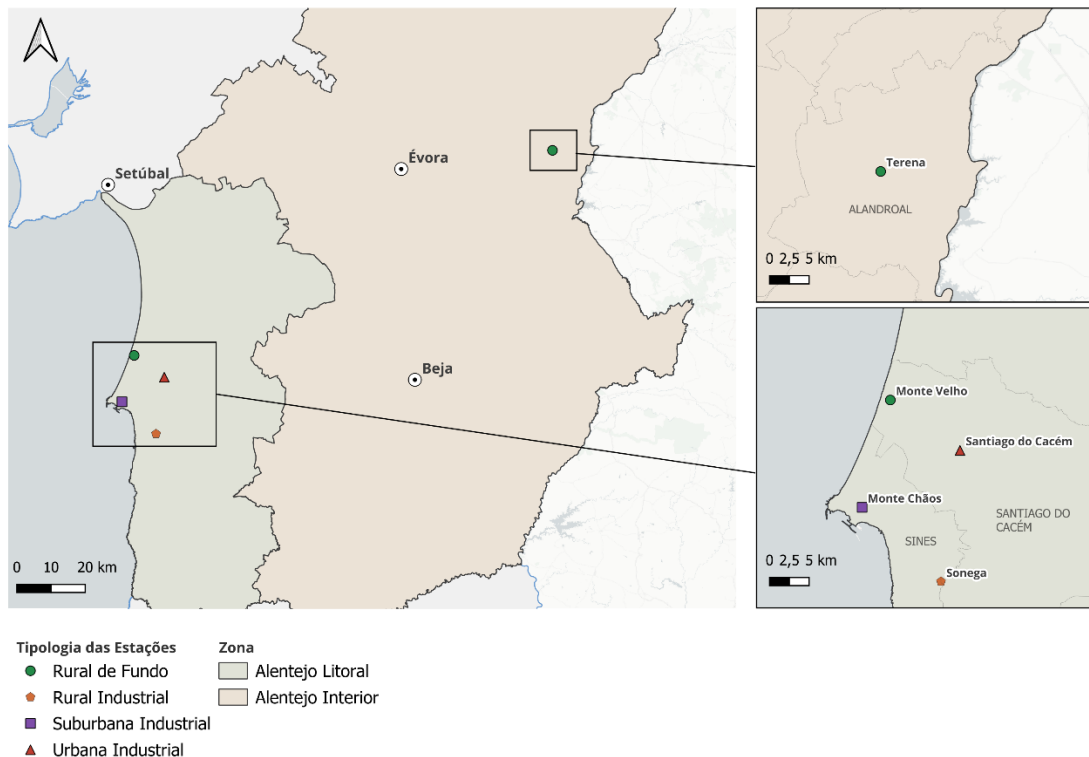 Setúbal
Évora
Beja
0 10 20 km
Terena
ALANDROAL
0 2,5 5 km
Monte Velho
Santiago do Cacém
Monte Chãos
SANTIAGO DO
CACÉM
SINES
Sonega
0 2,5 5 km
Tipologia das Estações
Rural de Fundo
Rural Industrial
Suburbana Industrial
Urbana Industrial
Zona
Alentejo Litoral
Alentejo Interior